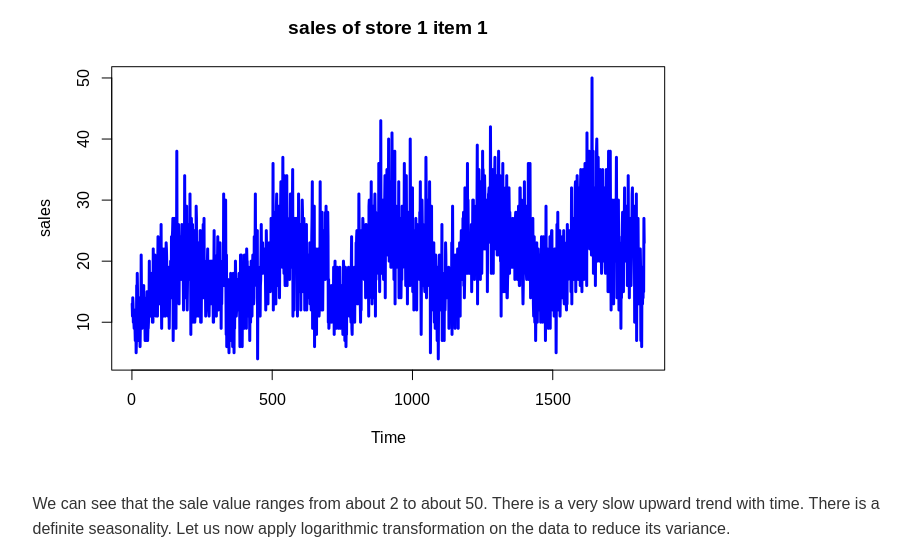 sales of store 1 item 1
50
40
30
20
10
sales
0 500 1000 1500
Time
We can see that the sale value ranges from about 2 to about 50. There is a very slow upward trend with time. There is a
definite seasonality. Let us now apply logarithmic transformation on the data to reduce its variance.